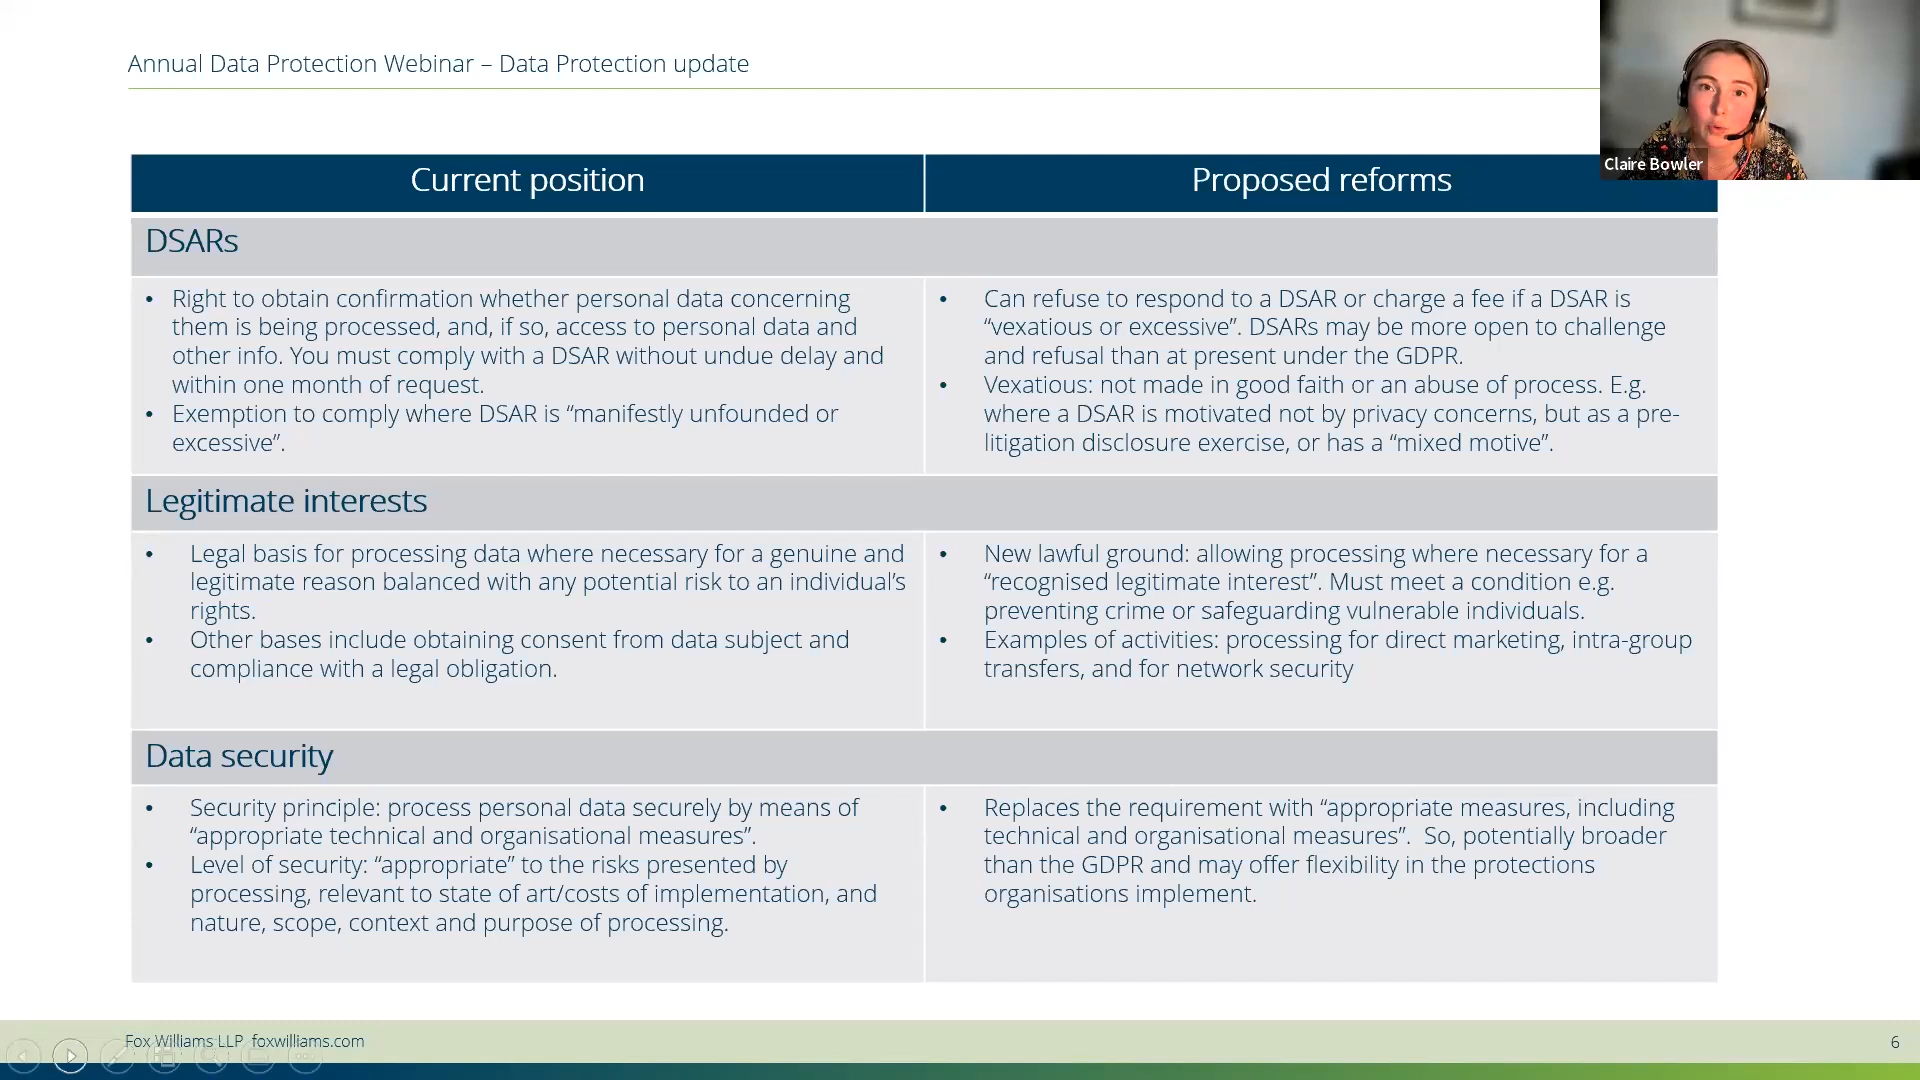 Annual Data Protection Webinar – Data Protection update
Claire Bowler
Current position
Proposed reforms
DSARs
• Right to obtain confirmation whether personal data concerning
them is being processed, and, if so, access to personal data and
other info. You must comply with a DSAR without undue delay and
within one month of request.
• Exemption to comply where DSAR is “manifestly unfounded or
excessive”.
• Can refuse to respond to a DSAR or charge a fee if a DSAR is
“vexatious or excessive”. DSARs may be more open to challenge
and refusal than at present under the GDPR.
• Vexatious: not made in good faith or an abuse of process. E.g.
where a DSAR is motivated not by privacy concerns, but as a pre-
litigation disclosure exercise, or has a “mixed motive”.
Legitimate interests
• Legal basis for processing data where necessary for a genuine and
legitimate reason balanced with any potential risk to an individual’s
rights.
• Other bases include obtaining consent from data subject and
compliance with a legal obligation.
• New lawful ground: allowing processing where necessary for a
“recognised legitimate interest”. Must meet a condition e.g.
preventing crime or safeguarding vulnerable individuals.
• Examples of activities: processing for direct marketing, intra-group
transfers, and for network security
Data security
• Security principle: process personal data securely by means of
“appropriate technical and organisational measures”.
• Level of security: “appropriate” to the risks presented by
processing, relevant to state of art/costs of implementation, and
nature, scope, context and purpose of processing.
• Replaces the requirement with “appropriate measures, including
technical and organisational measures”.  So, potentially broader
than the GDPR and may offer flexibility in the protections
organisations implement.
Fox Williams LLP  foxwilliams.com
6